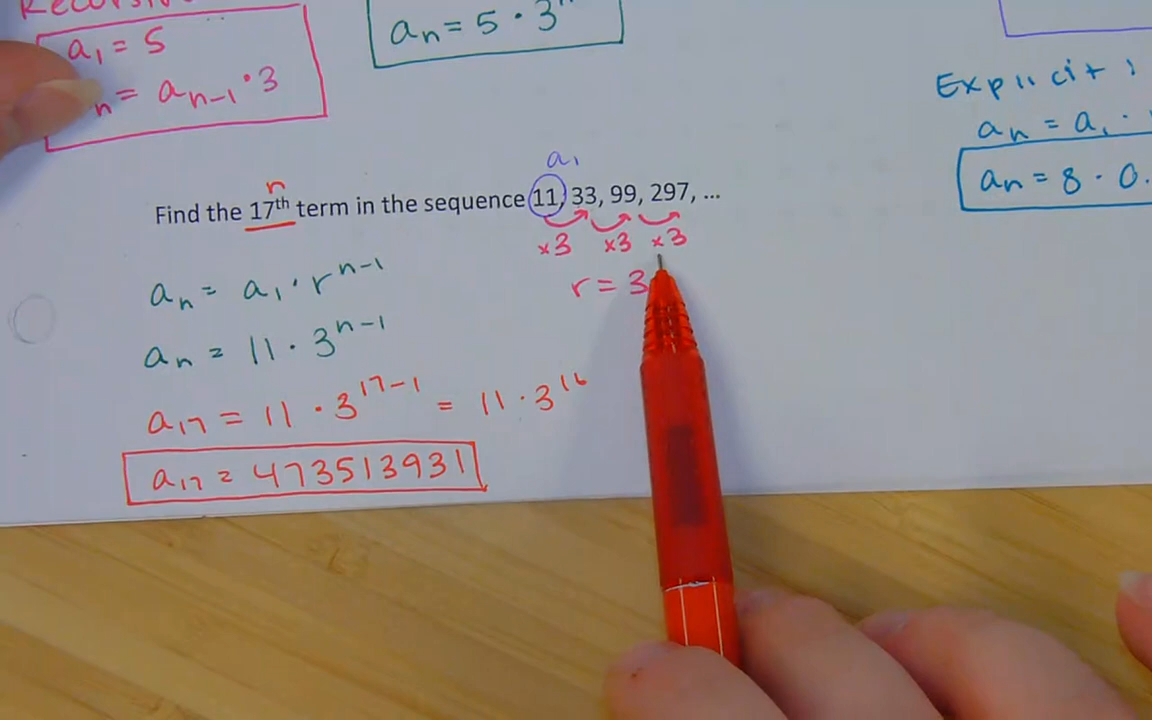 a₁ = 5
n = aₙ₋₁ · 3
aₙ = 5 · 3
Explicit:
aₙ = a₁ ·
aₙ = 8 · 0.
a₁
n
Find the 17th term in the sequence 11, 33, 99, 297, ...
×3 ×3 ×3
r = 3
aₙ = a₁ · rⁿ⁻¹
aₙ = 11 · 3ⁿ⁻¹
a₁₇ = 11 · 3¹⁷⁻¹ = 11 · 3¹⁶
a₁₇ = 473513931